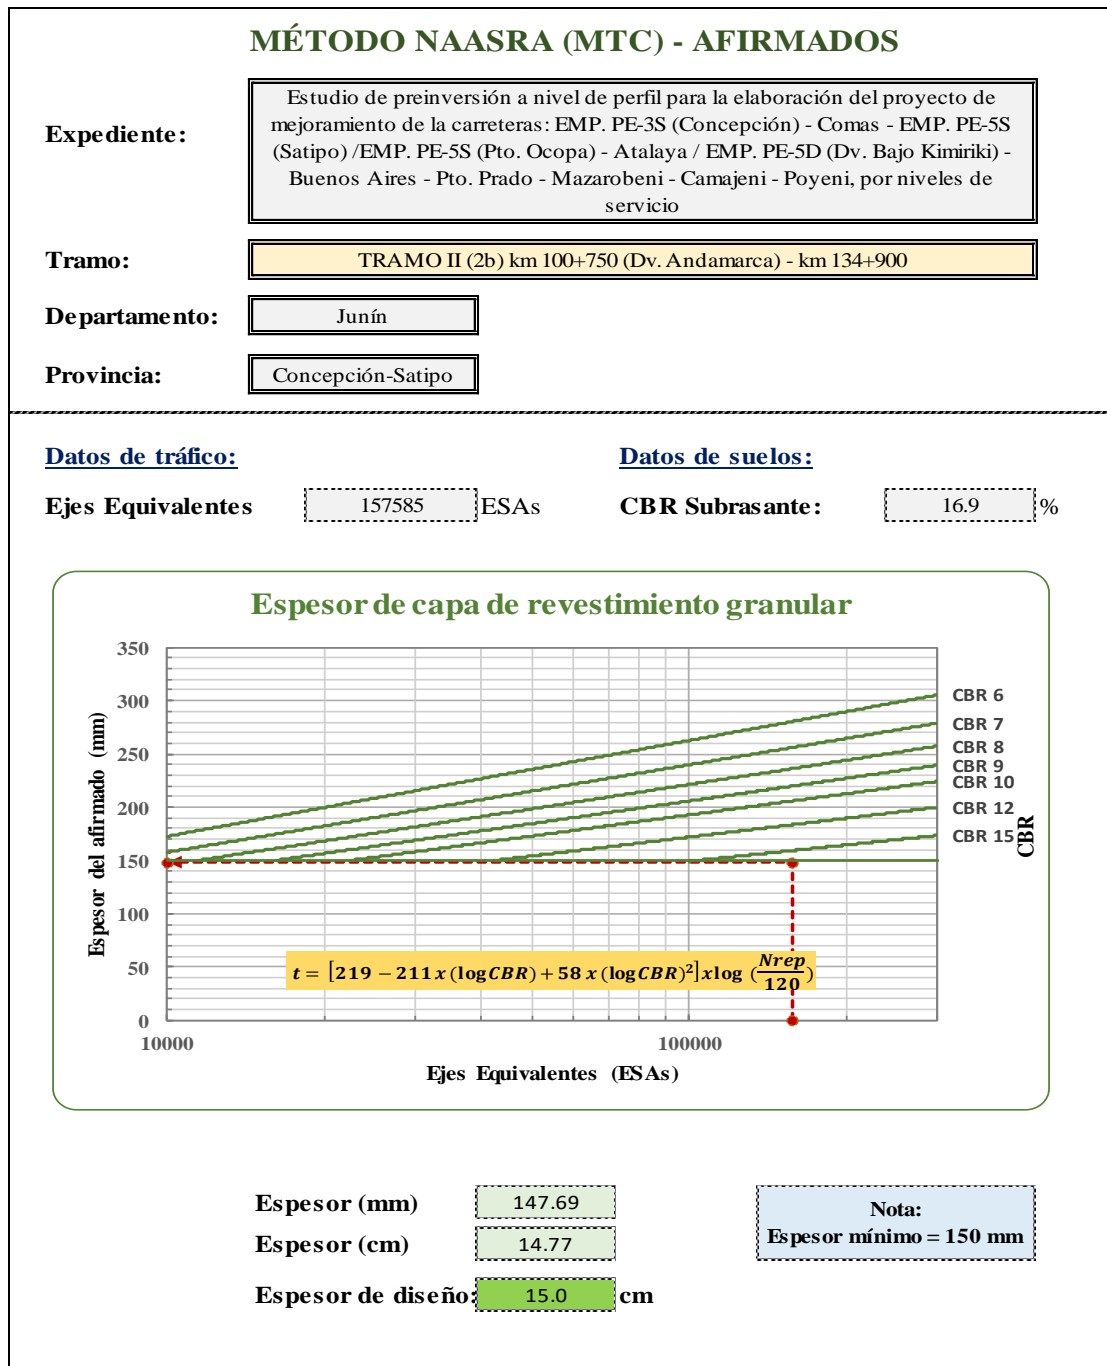 MÉTODO NAASRA (MTC) - AFIRMADOS
Expediente:
Estudio de preinversión a nivel de perfil para la elaboración del proyecto de
mejoramiento de la carreteras: EMP. PE-3S (Concepción) - Comas - EMP. PE-5S
(Satipo) /EMP. PE-5S (Pto. Ocopa) - Atalaya / EMP. PE-5D (Dv. Bajo Kimiriki) -
Buenos Aires - Pto. Prado - Mazarobeni - Camajeni - Poyeni, por niveles de
servicio
Tramo:
TRAMO II (2b) km 100+750 (Dv. Andamarca) - km 134+900
Departamento:
Junín
Provincia:
Concepción-Satipo
Datos de tráfico:
Datos de suelos:
Ejes Equivalentes 157585 ESAs
CBR Subrasante: 16.9 %
Espesor de capa de revestimiento granular
Espesor del afirmado (mm)
350
300
250
200
150
100
50
0
CBR 6
CBR 7
CBR 8
CBR 9
CBR 10
CBR 12
CBR 15
CBR
t = [219 − 211 x (log CBR) + 58 x (log CBR)²] x log (Nrep/120)
10000
100000
Ejes Equivalentes (ESAs)
Espesor (mm) 147.69
Espesor (cm) 14.77
Espesor de diseño: 15.0 cm
Nota:
Espesor mínimo = 150 mm